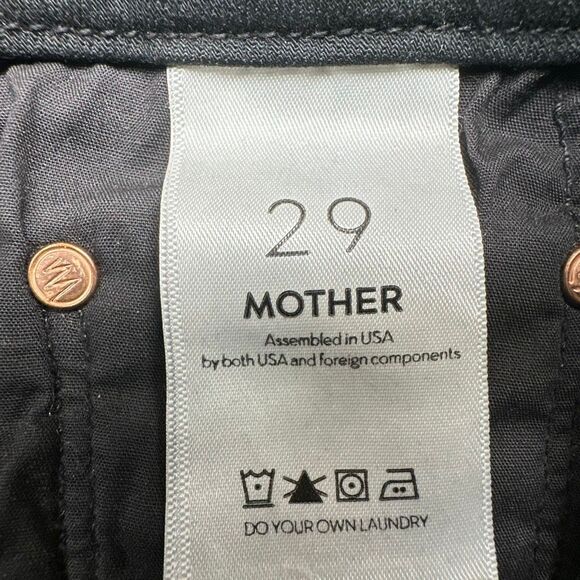 29
MOTHER
Assembled in USA
by both USA and foreign components
DO YOUR OWN LAUNDRY